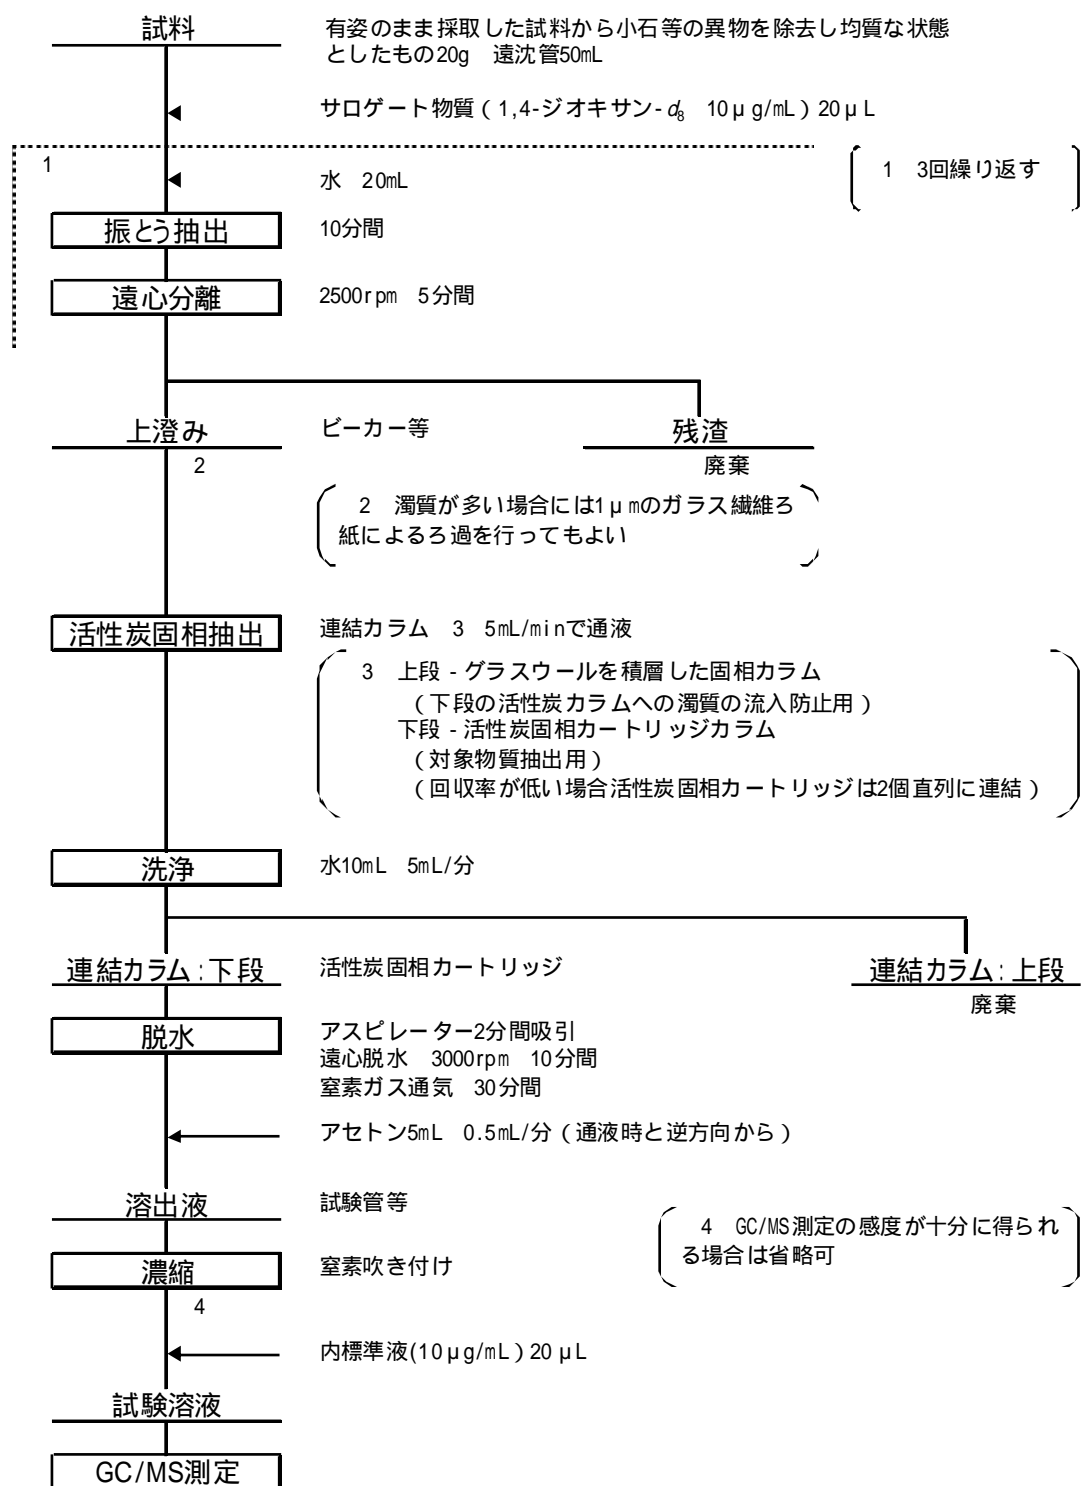 試料
有姿のまま採取した試料から小石等の異物を除去し均質な状態
としたもの20g 遠沈管50mL
サロゲート物質(1,4-ジオキサン-d8 10μg/mL)20μL
1
水 20mL
1 3回繰り返す
振とう抽出
10分間
遠心分離
2500rpm 5分間
上澄み
ビーカー等
残渣
2
廃棄
2 濁質が多い場合には1μmのガラス繊維ろ
紙によるろ過を行ってもよい
活性炭固相抽出
連結カラム 3 5mL/minで通液
3 上段 - グラスウールを積層した固相カラム
(下段の活性炭カラムへの濁質の流入防止用)
下段 - 活性炭固相カートリッジカラム
(対象物質抽出用)
(回収率が低い場合活性炭固相カートリッジは2個直列に連結)
洗浄
水10mL 5mL/分
連結カラム:下段
活性炭固相カートリッジ
連結カラム:上段
廃棄
脱水
アスピレーター2分間吸引
遠心脱水 3000rpm 10分間
窒素ガス通気 30分間
アセトン5mL 0.5mL/分(通液時と逆方向から)
溶出液
試験管等
4 GC/MS測定の感度が十分に得られ
る場合は省略可
濃縮
窒素吹き付け
4
内標準液(10μg/mL)20μL
試験溶液
GC/MS測定